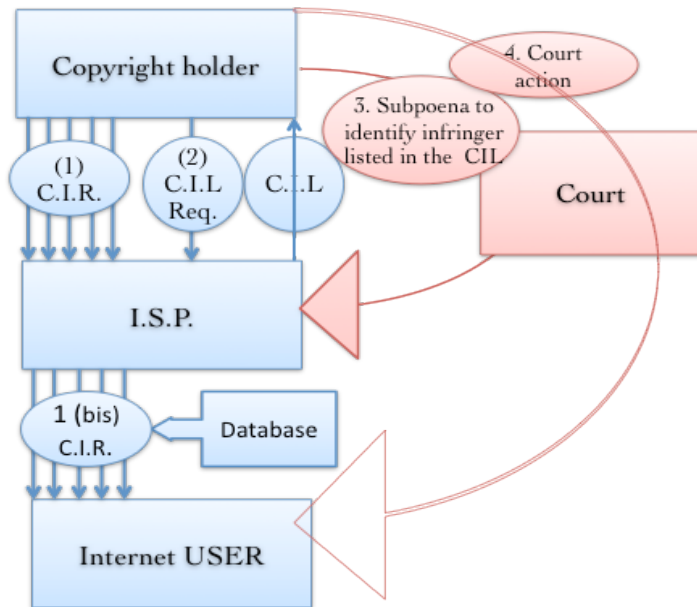 Copyright holder
4. Court
action
3. Subpoena to
identify infringer
listed in the CIL
(1)
C.I.R.
(2)
C.I.L
Req.
C.I.L
Court
I.S.P.
1 (bis)
C.I.R.
Database
Internet USER